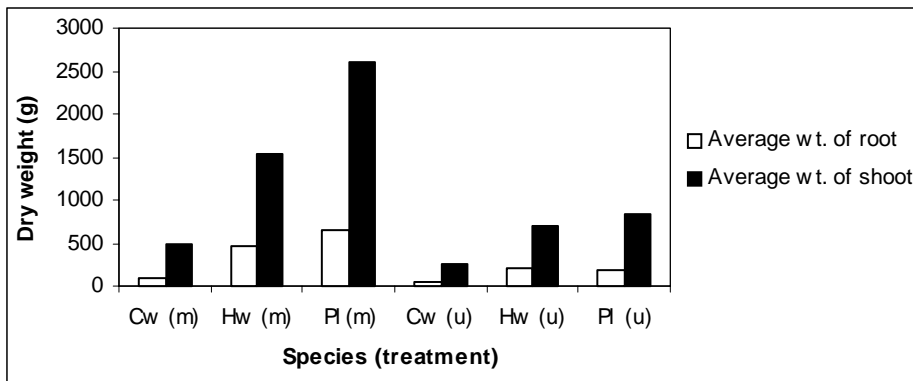 3000
2500
2000
1500
1000
500
0
Dry weight (g)
Cw (m) Hw (m) Pl (m) Cw (u) Hw (u) Pl (u)
Species (treatment)
Average wt. of root
Average wt. of shoot